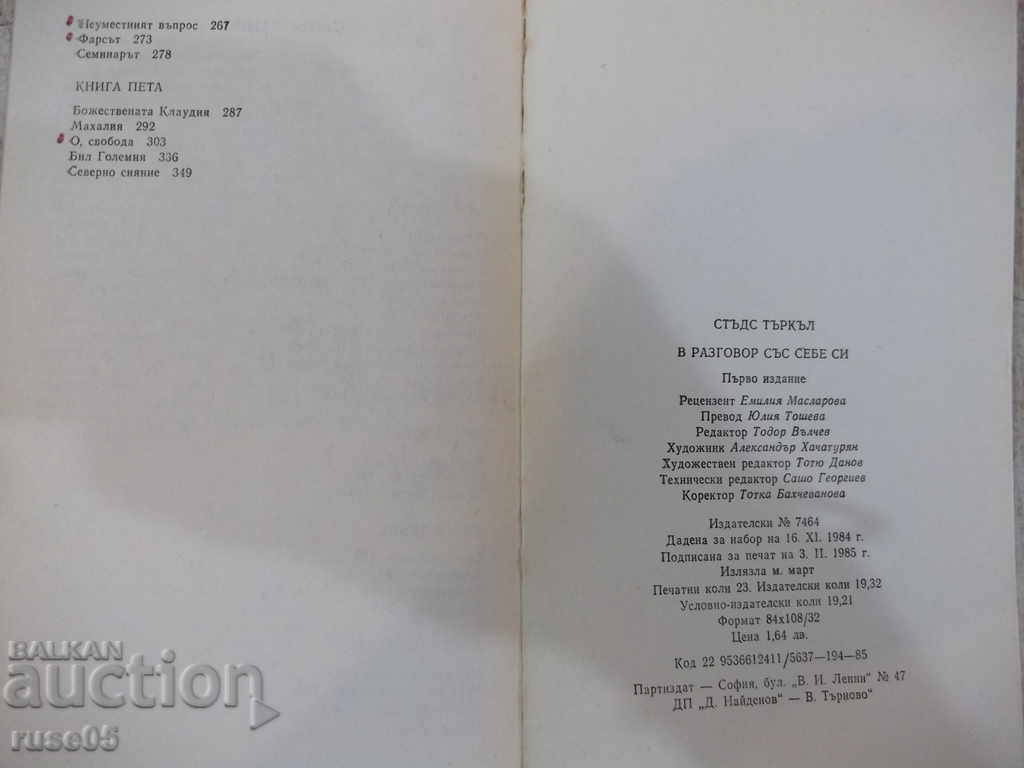 Неуместният въпрос 267
Фарсът 273
Семинарът 278
КНИГА ПЕТА
Божествената Клаудия 287
Махалия 292
О, свобода 303
Бил Големия 336
Северно сияние 349
СТЪДС ТЪРКЪЛ
В РАЗГОВОР СЪС СЕБЕ СИ
Първо издание
Рецензент Емилия Масларова
Превод Юлия Тошева
Редактор Тодор Вълчев
Художник Александър Хачатурян
Художествен редактор Тотю Данов
Технически редактор Сашо Георгиев
Коректор Тотка Бахчеванова
Издателски № 7464
Дадена за набор на 16. XI. 1984 г.
Подписана за печат на 3. II. 1985 г.
Излязла м. март
Печатни коли 23. Издателски коли 19,32
Условно-издателски коли 19,21
Формат 84х108/32
Цена 1,64 лв.
Код 22 9536612411/5637—194—85
Партиздат — София, бул. „В. И. Ленин“ № 47
ДП „Д. Найденов“ — В. Търново“
BALKAN
auction
ruse05